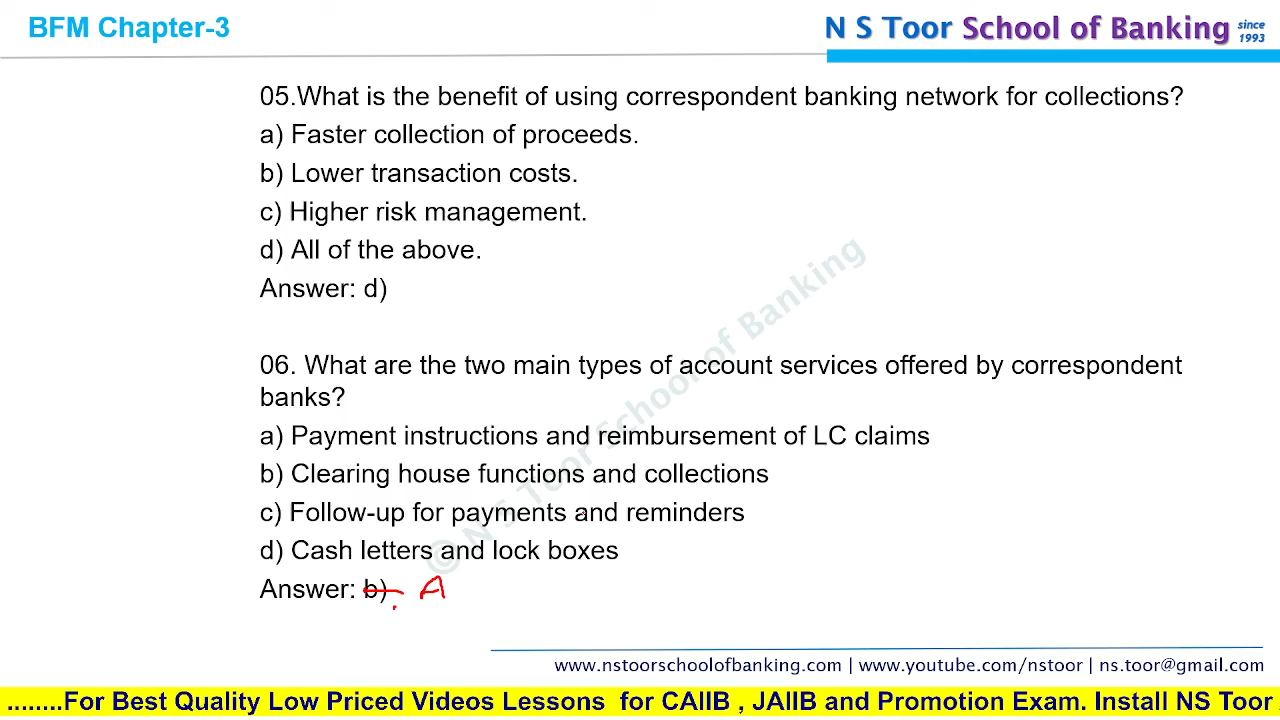 BFM Chapter-3
N S Toor School of Banking since 1993
05.What is the benefit of using correspondent banking network for collections?
a) Faster collection of proceeds.
b) Lower transaction costs.
c) Higher risk management.
d) All of the above.
Answer: d)
06. What are the two main types of account services offered by correspondent
banks?
a) Payment instructions and reimbursement of LC claims
b) Clearing house functions and collections
c) Follow-up for payments and reminders
d) Cash letters and lock boxes
Answer: b) A
© N S Toor School of Banking
www.nstoorschoolofbanking.com | www.youtube.com/nstoor | ns.toor@gmail.com
........For Best Quality Low Priced Videos Lessons for CAIIB , JAIIB and Promotion Exam. Install NS Toor